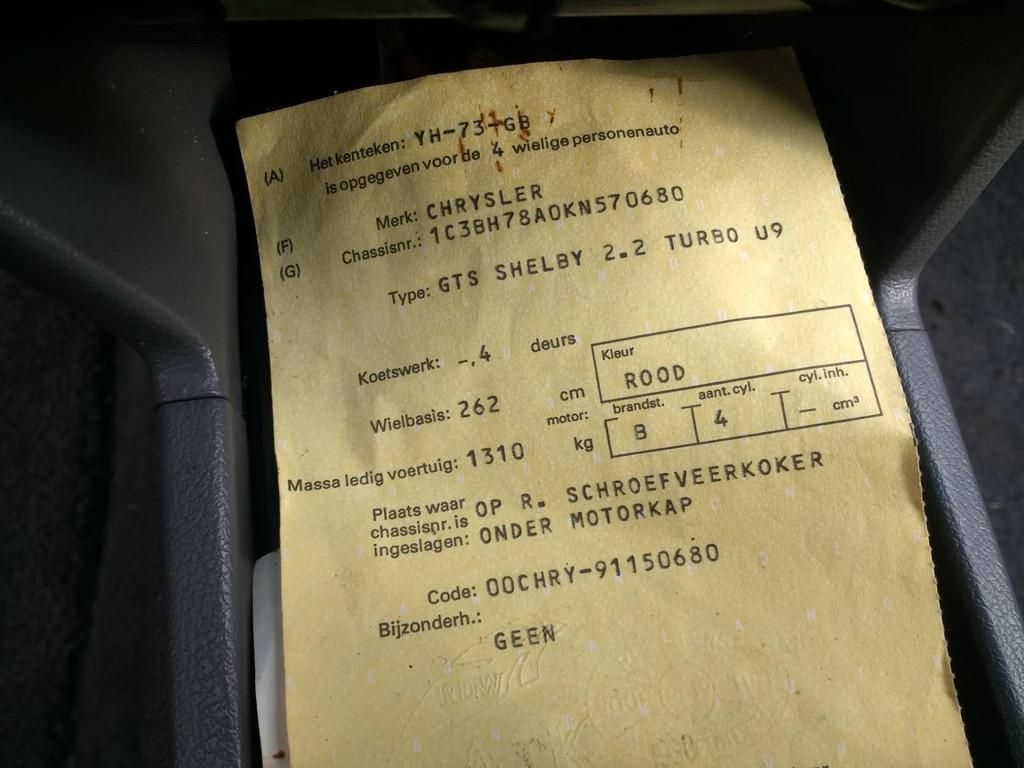 (A) Het kenteken: YH-73-GB
is opgegeven voor de 4 wielige personenauto
(F) Merk: CHRYSLER
(G) Chassisnr.: 1C3BH78A0KN570680
Type: GTS SHELBY 2.2 TURBO U9
Koetswerk: -,4 deurs
Kleur
ROOD
Wielbasis: 262 cm
motor: brandst. aant. cyl. cyl. inh.
B 4 — cm³
Massa ledig voertuig: 1310 kg
Plaats waar
chassisnr. is
ingeslagen: OP R. SCHROEFVEERKOKER
ONDER MOTORKAP
Code: 00CHRY-91150680
Bijzonderh.:
GEEN
RDW